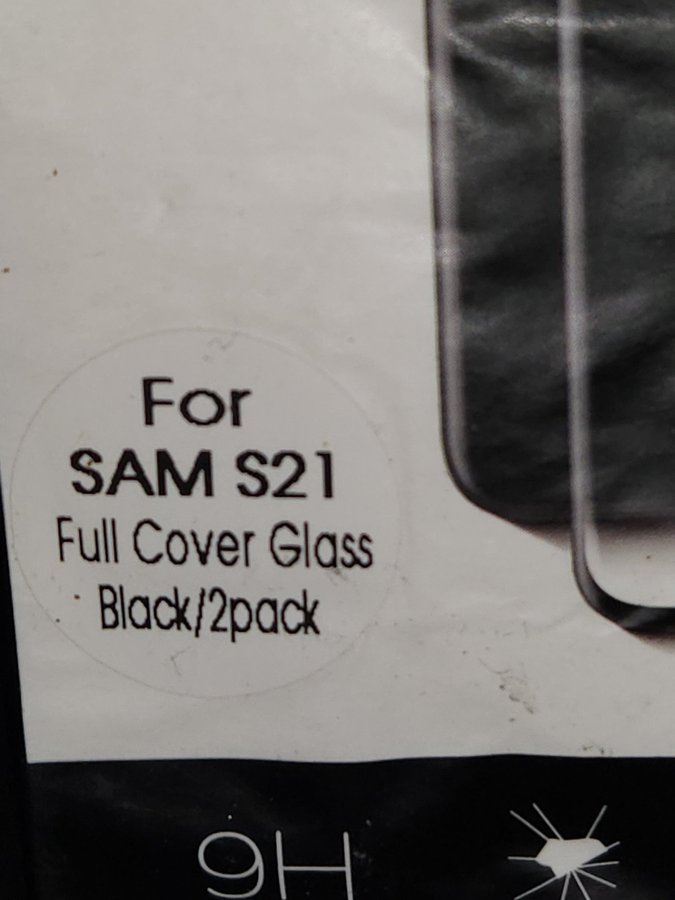 For
SAM S21
Full Cover Glass
Black/2pack
9H